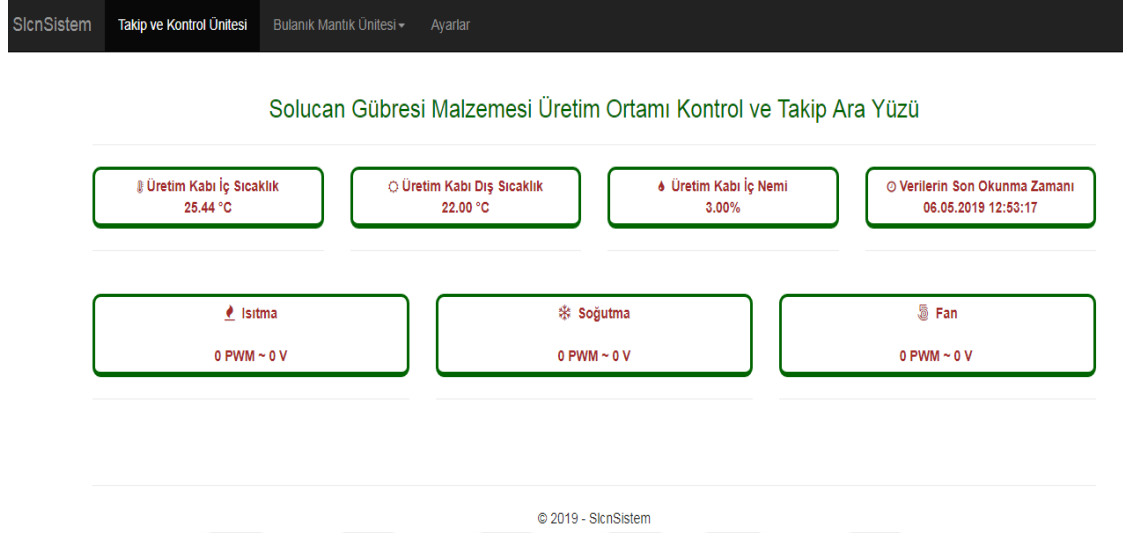 SlcnSistem Takip ve Kontrol Ünitesi Bulanık Mantık Ünitesi Ayarlar
Solucan Gübresi Malzemesi Üretim Ortamı Kontrol ve Takip Ara Yüzü
Üretim Kabı İç Sıcaklık
25.44 °C
Üretim Kabı Dış Sıcaklık
22.00 °C
Üretim Kabı İç Nemi
3.00%
Verilerin Son Okunma Zamanı
06.05.2019 12:53:17
Isıtma
0 PWM ~ 0 V
Soğutma
0 PWM ~ 0 V
Fan
0 PWM ~ 0 V
© 2019 - SlcnSistem